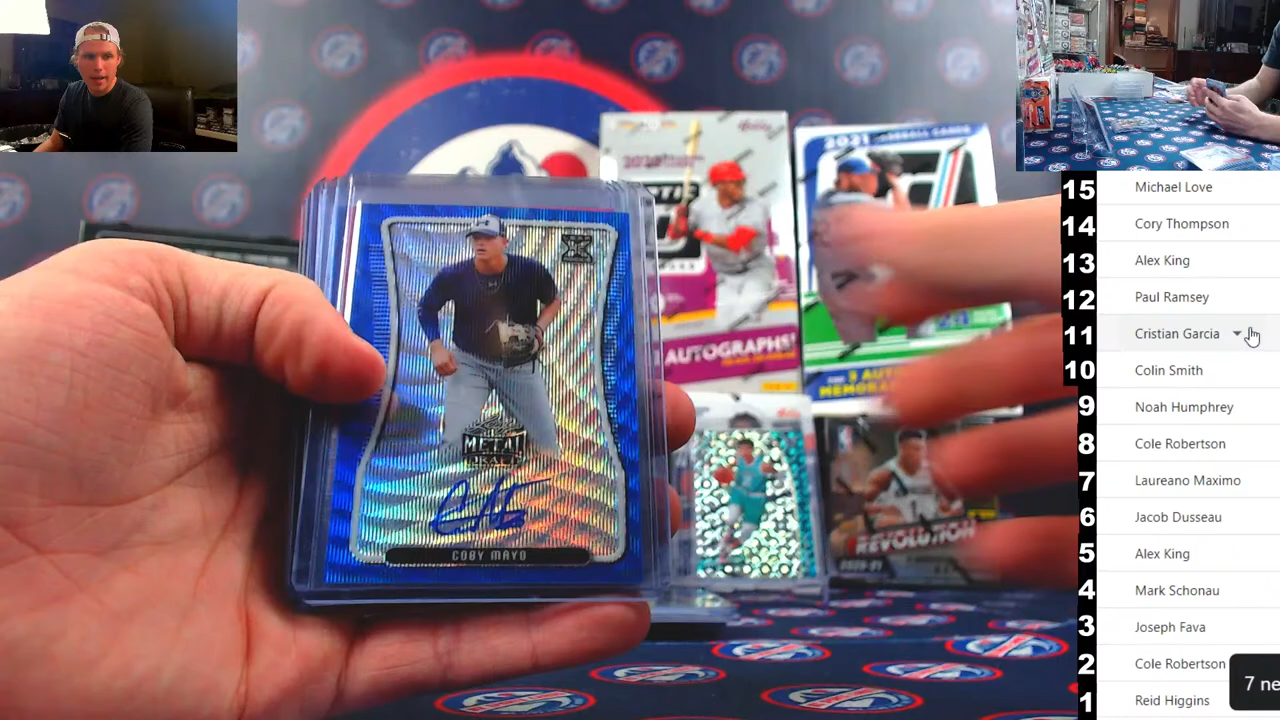 15 Michael Love
14 Cory Thompson
13 Alex King
12 Paul Ramsey
11 Cristian Garcia
10 Colin Smith
9 Noah Humphrey
8 Cole Robertson
7 Laureano Maximo
6 Jacob Dusseau
5 Alex King
4 Mark Schonau
3 Joseph Fava
2 Cole Robertson
1 Reid Higgins
7 ne
METAL
COBY MAYO
AUTOGRAPHS!
2021
REVOLUTION
2020-21